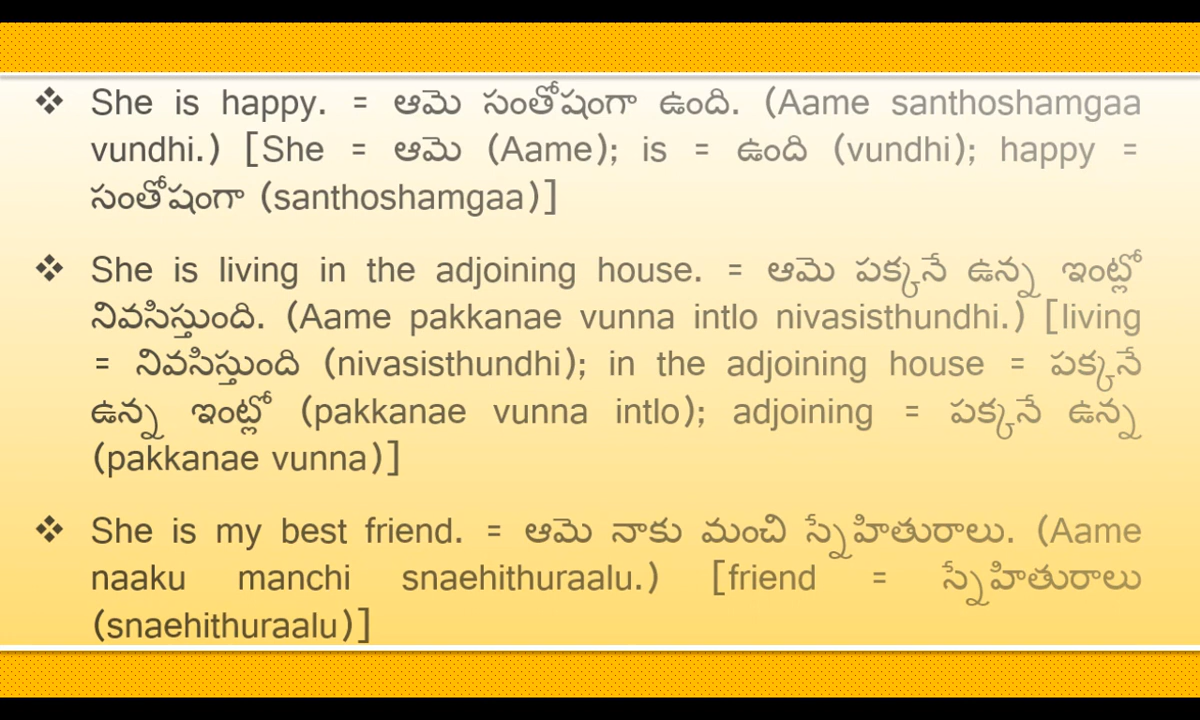 ❖ She is happy. = ఆమె సంతోషంగా ఉంది. (Aame santhoshamgaa
vundhi.) [She = ఆమె (Aame); is = ఉంది (vundhi); happy =
సంతోషంగా (santhoshamgaa)]
❖ She is living in the adjoining house. = ఆమె పక్కనే ఉన్న ఇంట్లో
నివసిస్తుంది. (Aame pakkanae vunna intlo nivasisthundhi.) [living
= నివసిస్తుంది (nivasisthundhi); in the adjoining house = పక్కనే
ఉన్న ఇంట్లో (pakkanae vunna intlo); adjoining = పక్కనే ఉన్న
(pakkanae vunna)]
❖ She is my best friend. = ఆమె నాకు మంచి స్నేహితురాలు. (Aame
naaku manchi snaehithuraalu.) [friend = స్నేహితురాలు
(snaehithuraalu)]